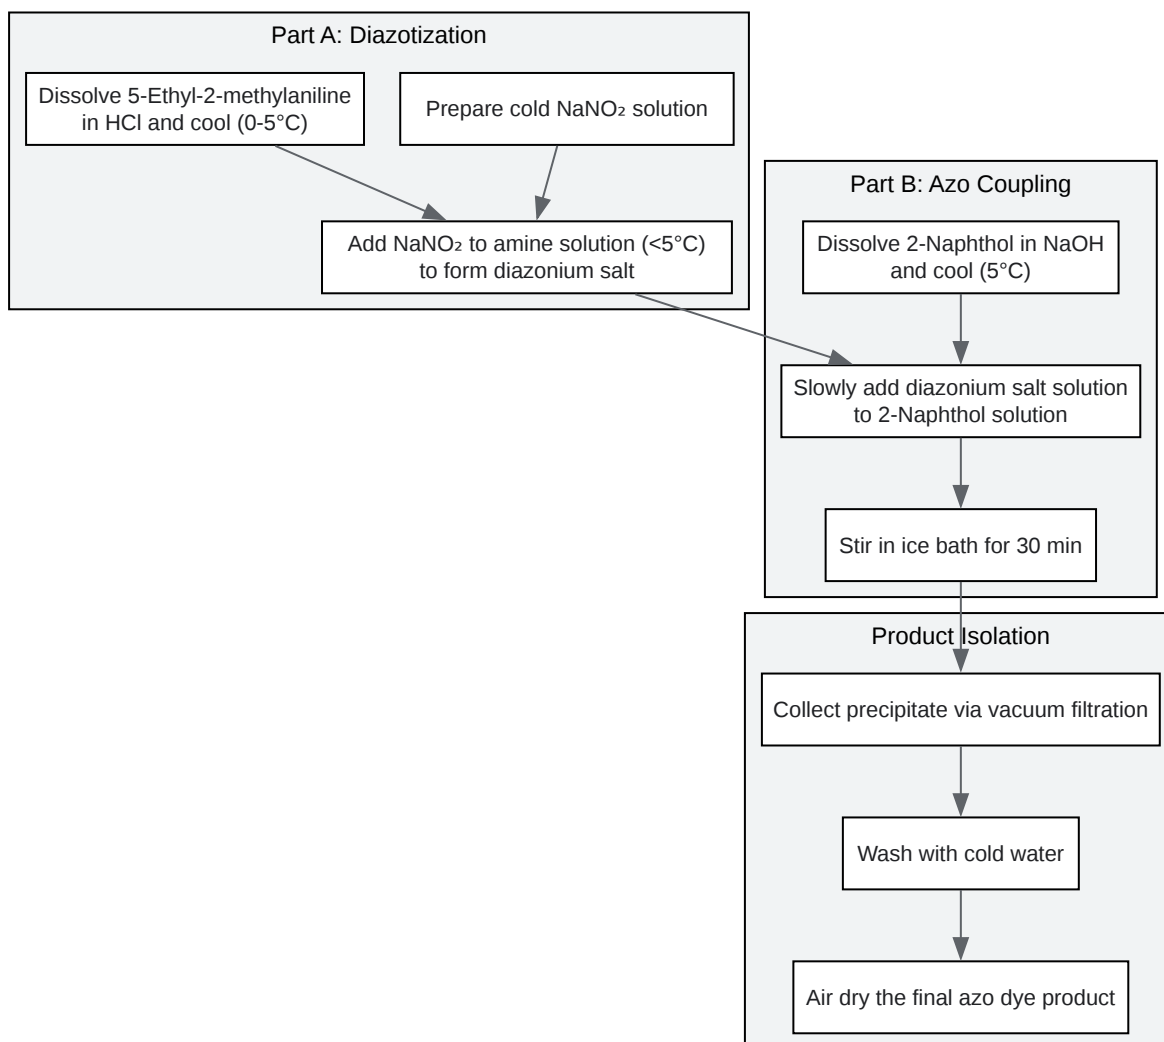 Part A: Diazotization
Dissolve 5-Ethyl-2-methylaniline
in HCl and cool (0-5°C)
Prepare cold NaNO₂ solution
Add NaNO₂ to amine solution (<5°C)
to form diazonium salt
Part B: Azo Coupling
Dissolve 2-Naphthol in NaOH
and cool (5°C)
Slowly add diazonium salt solution
to 2-Naphthol solution
Stir in ice bath for 30 min
Product Isolation
Collect precipitate via vacuum filtration
Wash with cold water
Air dry the final azo dye product